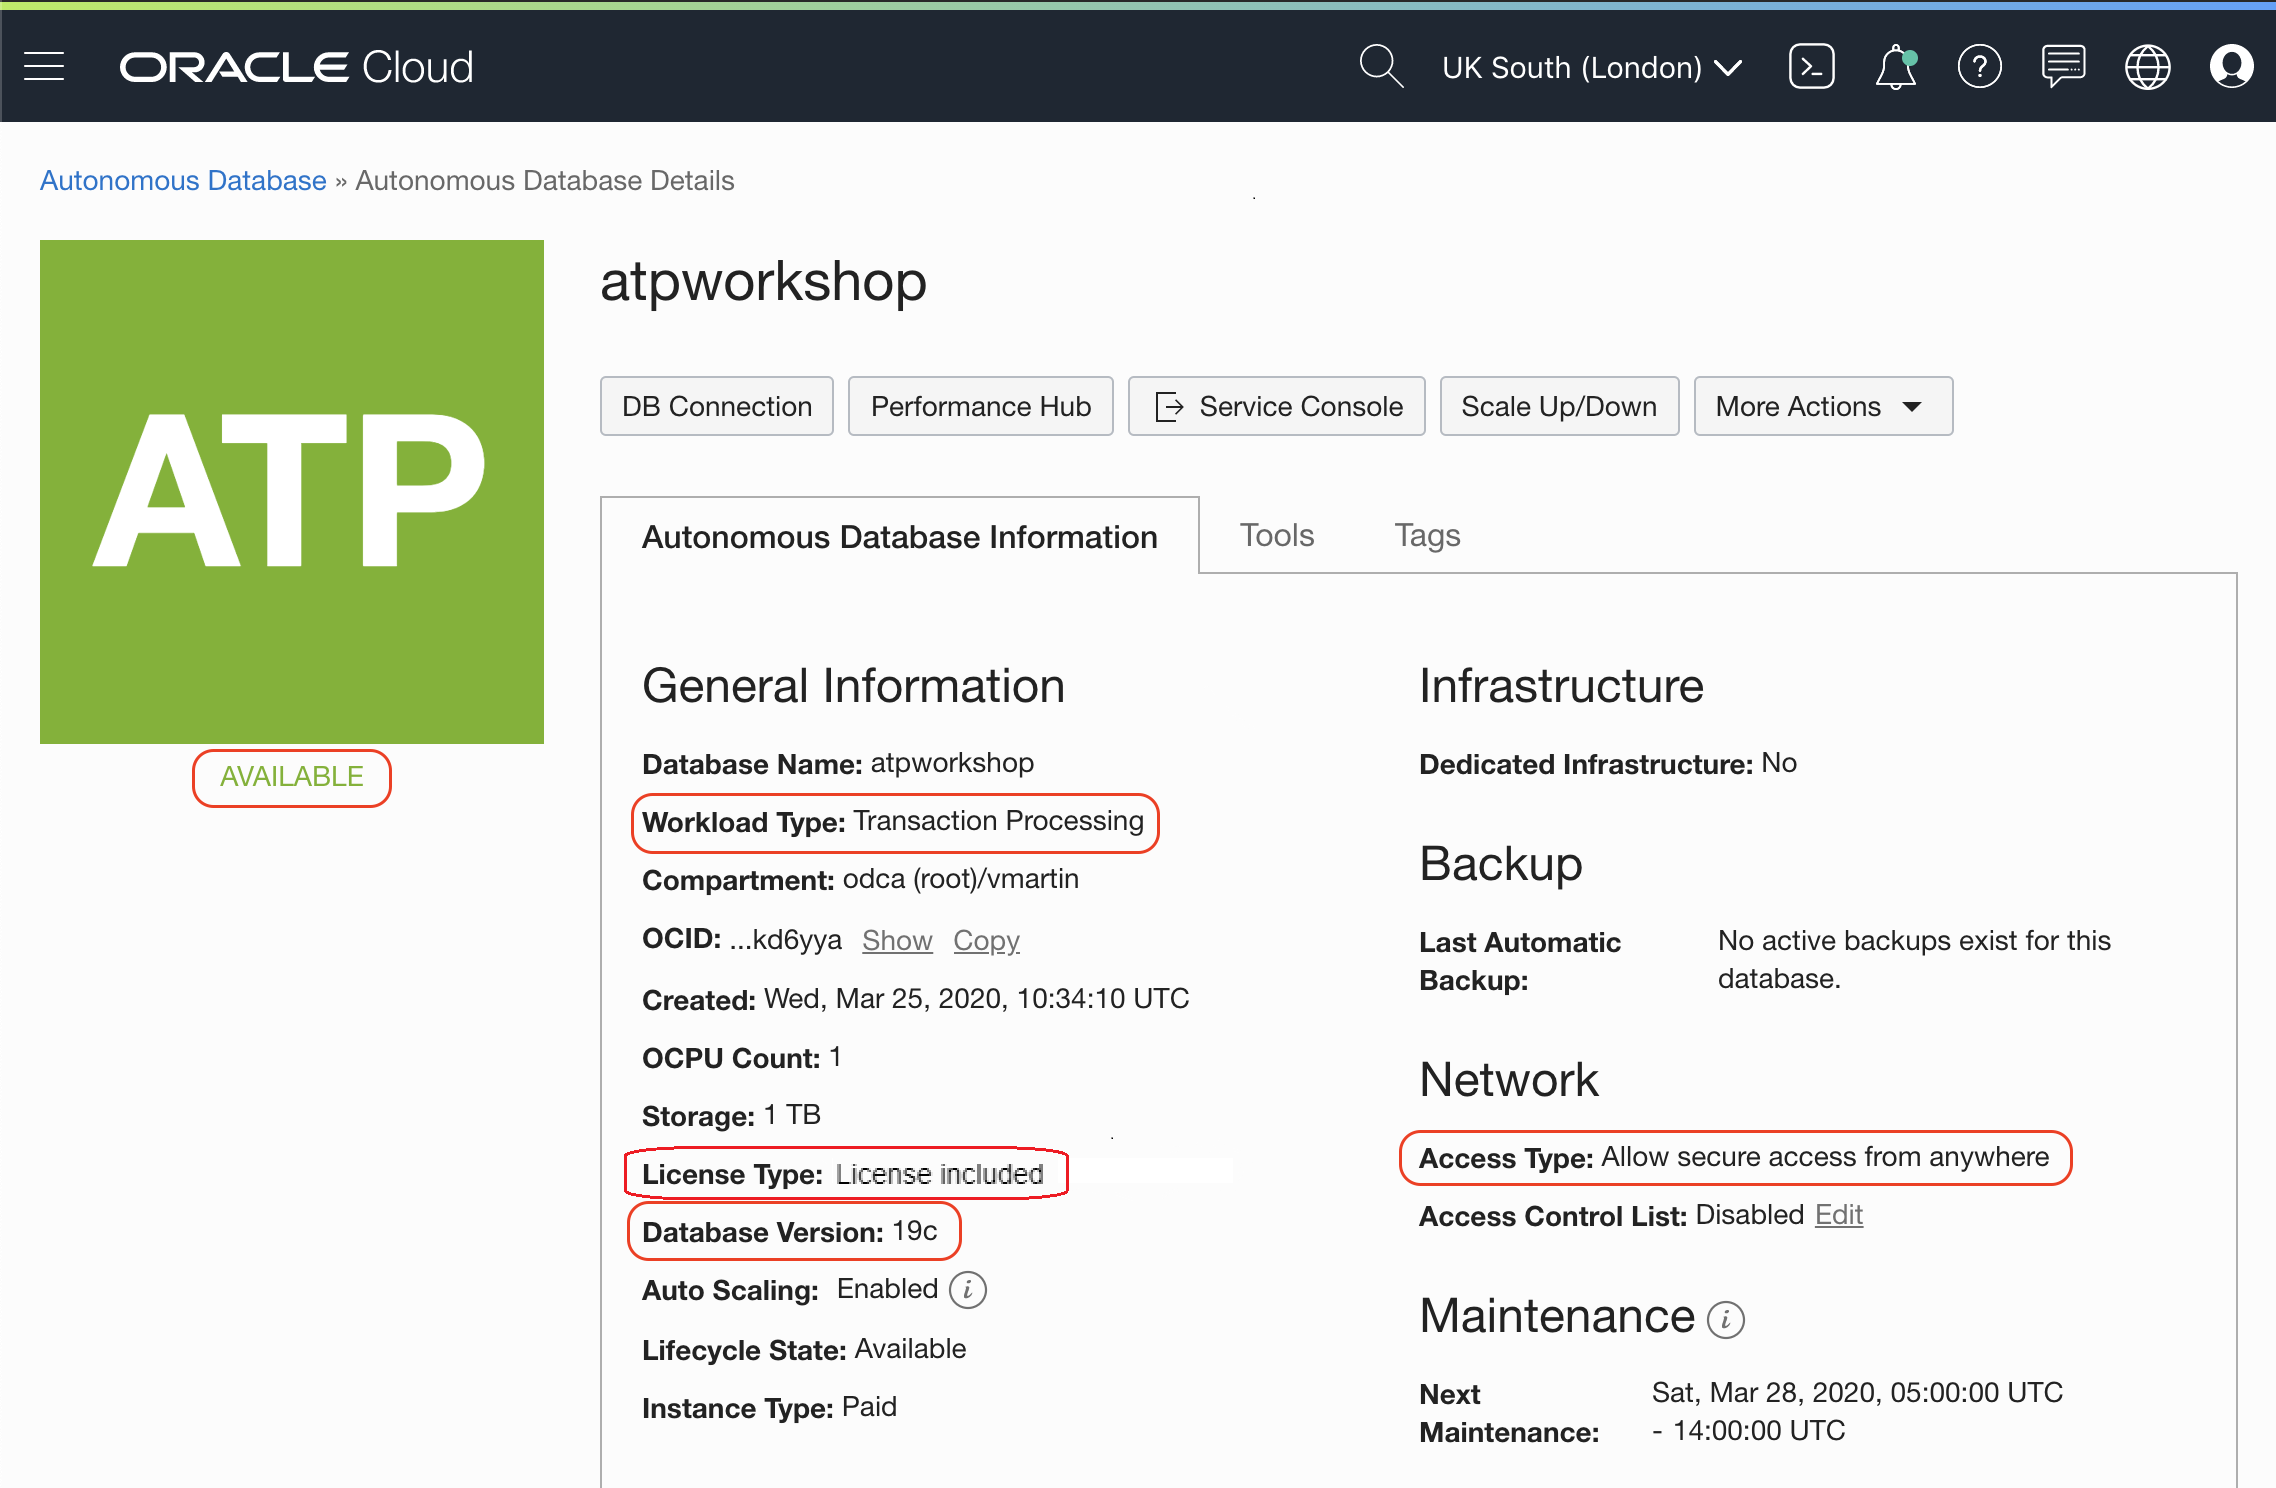 ORACLE Cloud
UK South (London)
Autonomous Database » Autonomous Database Details
ATP
AVAILABLE
atpworkshop
DB Connection
Performance Hub
Service Console
Scale Up/Down
More Actions
Autonomous Database Information
Tools
Tags
General Information
Database Name: atpworkshop
Workload Type: Transaction Processing
Compartment: odca (root)/vmartin
OCID: ...kd6yya Show Copy
Created: Wed, Mar 25, 2020, 10:34:10 UTC
OCPU Count: 1
Storage: 1 TB
License Type: License included
Database Version: 19c
Auto Scaling: Enabled i
Lifecycle State: Available
Instance Type: Paid
Infrastructure
Dedicated Infrastructure: No
Backup
Last Automatic Backup: No active backups exist for this
database.
Network
Access Type: Allow secure access from anywhere
Access Control List: Disabled Edit
Maintenance i
Next Maintenance: Sat, Mar 28, 2020, 05:00:00 UTC
- 14:00:00 UTC